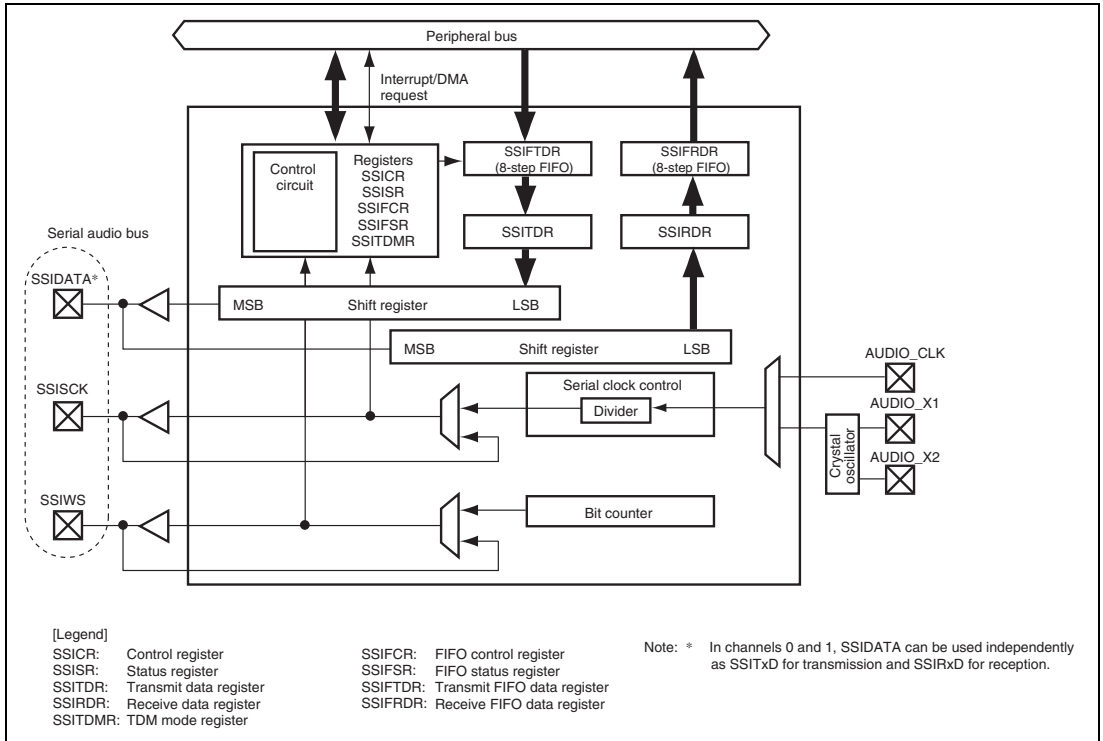 Peripheral bus
Interrupt/DMA
request
Control
circuit
Registers
SSICR
SSISR
SSIFCR
SSIFSR
SSITDMR
SSIFTDR
(8-step FIFO)
SSIFRDR
(8-step FIFO)
SSITDR
SSIRDR
Serial audio bus
SSIDATA*
MSB Shift register LSB
MSB Shift register LSB
SSISCK
Serial clock control
Divider
AUDIO_CLK
AUDIO_X1
AUDIO_X2
Crystal
oscillator
SSIWS
Bit counter
[Legend]
SSICR: Control register
SSISR: Status register
SSITDR: Transmit data register
SSIRDR: Receive data register
SSITDMR: TDM mode register
SSIFCR: FIFO control register
SSIFSR: FIFO status register
SSIFTDR: Transmit FIFO data register
SSIFRDR: Receive FIFO data register
Note: * In channels 0 and 1, SSIDATA can be used independently
as SSITxD for transmission and SSIRxD for reception.